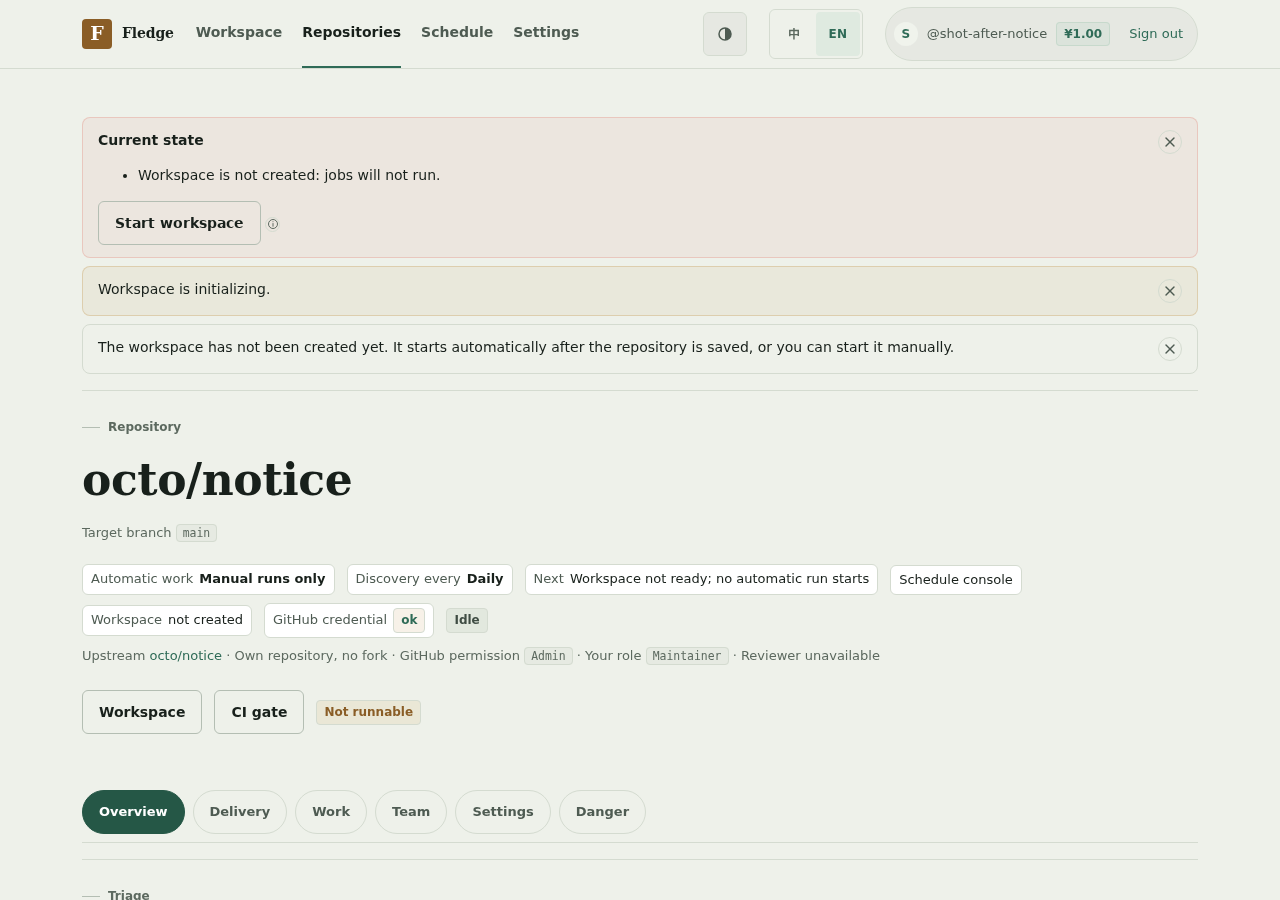 F Fledge Workspace Repositories Schedule Settings 中 EN S @shot-after-notice ¥1.00 Sign out
Current state
• Workspace is not created: jobs will not run.
Start workspace
Workspace is initializing.
The workspace has not been created yet. It starts automatically after the repository is saved, or you can start it manually.
Repository
octo/notice
Target branch main
Automatic work Manual runs only Discovery every Daily Next Workspace not ready; no automatic run starts Schedule console
Workspace not created GitHub credential ok Idle
Upstream octo/notice · Own repository, no fork · GitHub permission Admin · Your role Maintainer · Reviewer unavailable
Workspace CI gate Not runnable
Overview Delivery Work Team Settings Danger
Triage